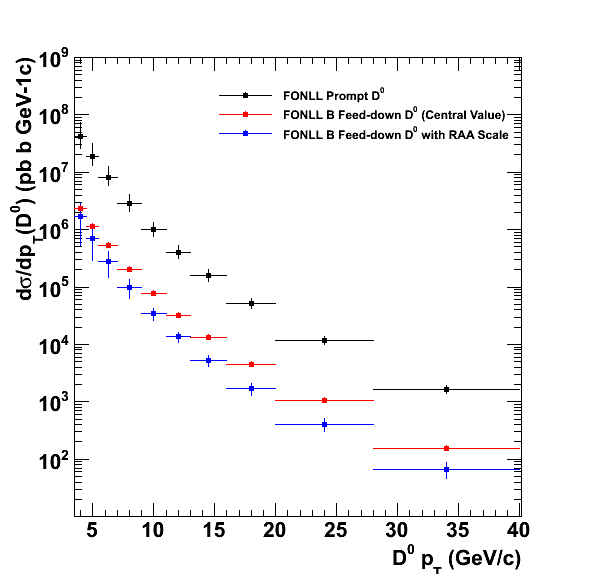 dσ/dp_T(D^0) (pb b GeV-1c)
10^9
10^8
10^7
10^6
10^5
10^4
10^3
10^2
FONLL Prompt D^0
FONLL B Feed-down D^0 (Central Value)
FONLL B Feed-down D^0 with RAA Scale
5 10 15 20 25 30 35 40
D^0 p_T (GeV/c)